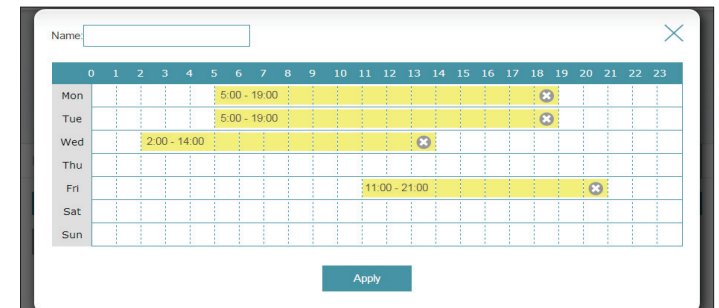 Name:
0 1 2 3 4 5 6 7 8 9 10 11 12 13 14 15 16 17 18 19 20 21 22 23
Mon 5:00 - 19:00
Tue 5:00 - 19:00
Wed 2:00 - 14:00
Thu
Fri 11:00 - 21:00
Sat
Sun
Apply